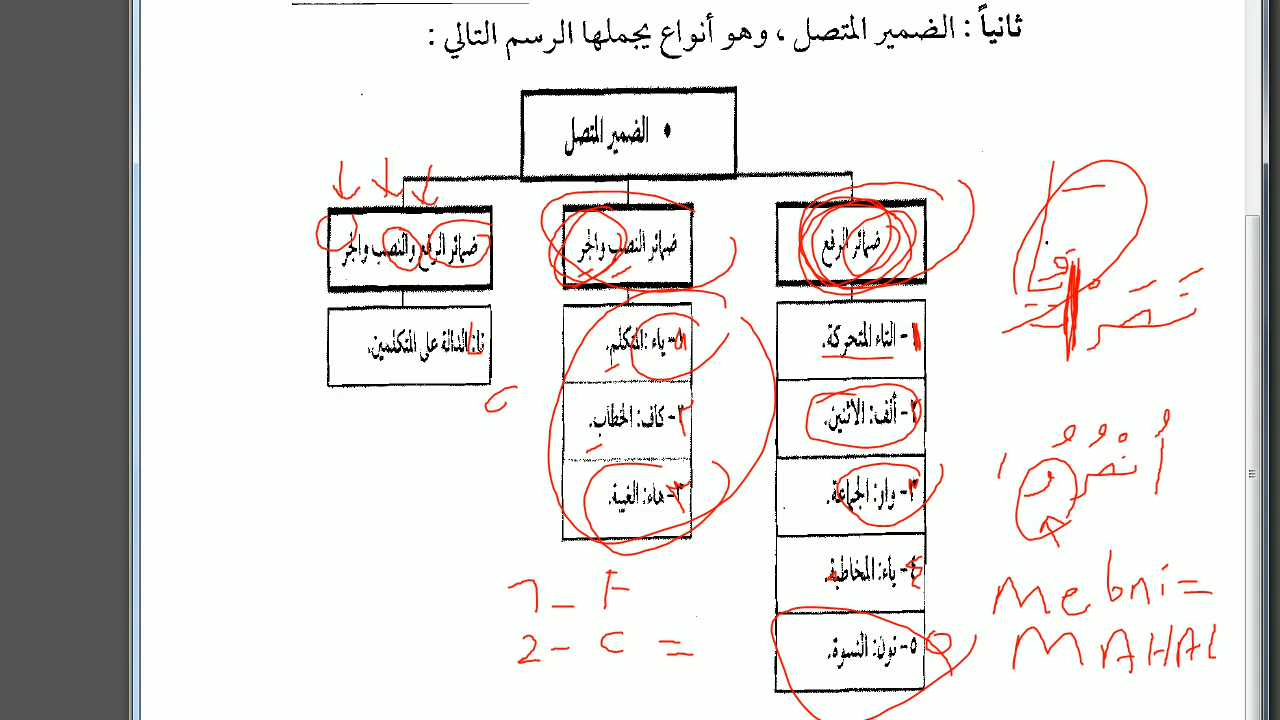 ثانياً : الضمير المتصل ، وهو أنواع يجملها الرسم التالي :
• الضمير المتصل
ضمائر الرفع
١- التاء المتحركة.
٢- ألف: الاثنين.
٣- واو: الجماعة.
٤- ياء: المخاطبة.
٥- نون: النسوة.
ضمائر النصب والجر
١- ياء: المتكلم.
٢- كاف: الخطاب.
٣- هاء: الغيبة.
ضمائر الرفع والنصب والجر
نا: الدالة على المتكلمين.
أُنْصُرُ
Mebni =
MAHAL
1 - F
2 - C =